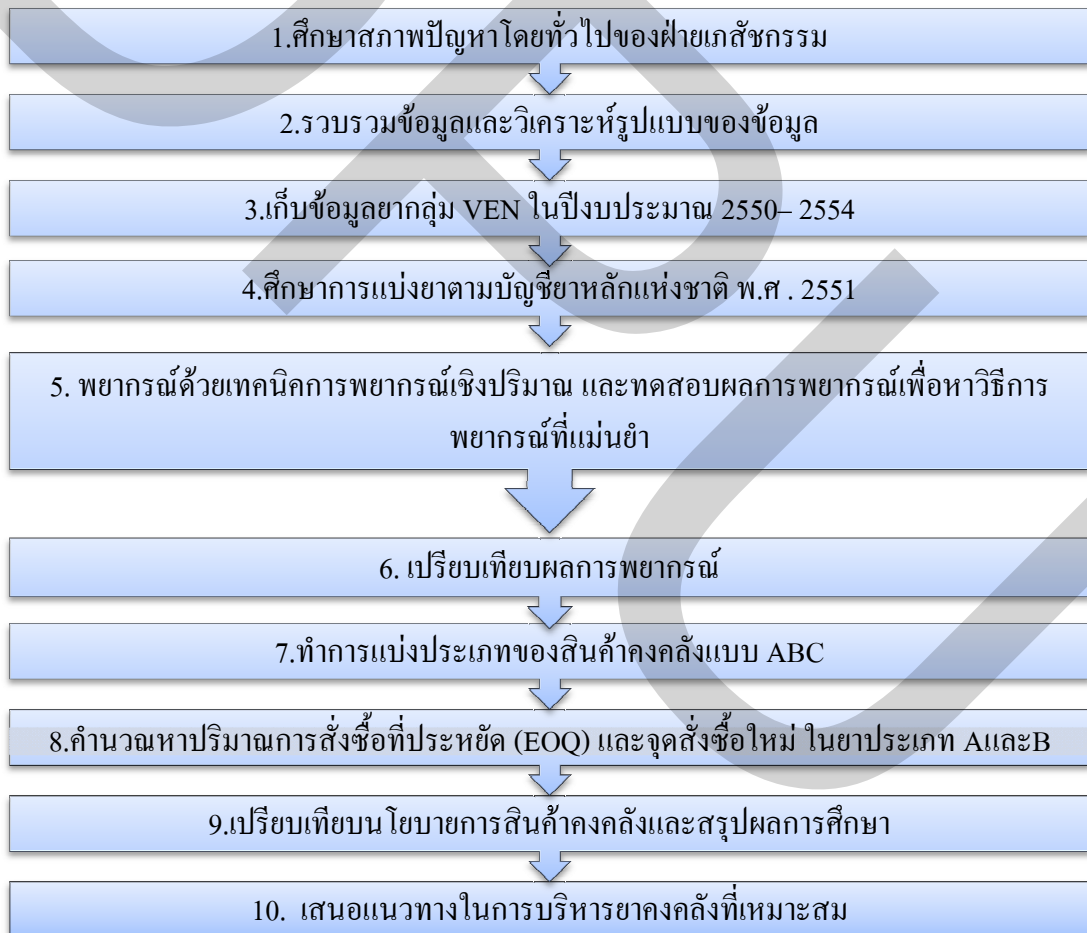 1.ศึกษาสภาพปัญหาโดยทั่วไปของฝ่ายเภสัชกรรม
2.รวบรวมข้อมูลและวิเคราะห์รูปแบบของข้อมูล
3.เก็บข้อมูลยากลุ่ม VEN ในปีงบประมาณ 2550– 2554
4.ศึกษาการแบ่งยาตามบัญชียาหลักแห่งชาติ พ.ศ . 2551
5. พยากรณ์ด้วยเทคนิคการพยากรณ์เชิงปริมาณ และทดสอบผลการพยากรณ์เพื่อหาวิธีการ
พยากรณ์ที่แม่นยำ
6. เปรียบเทียบผลการพยากรณ์
7.ทำการแบ่งประเภทของสินค้าคงคลังแบบ ABC
8.คำนวณหาปริมาณการสั่งซื้อที่ประหยัด (EOQ) และจุดสั่งซื้อใหม่ ในยาประเภท AและB
9.เปรียบเทียบนโยบายการสินค้าคงคลังและสรุปผลการศึกษา
10. เสนอแนวทางในการบริหารยาคงคลังที่เหมาะสม